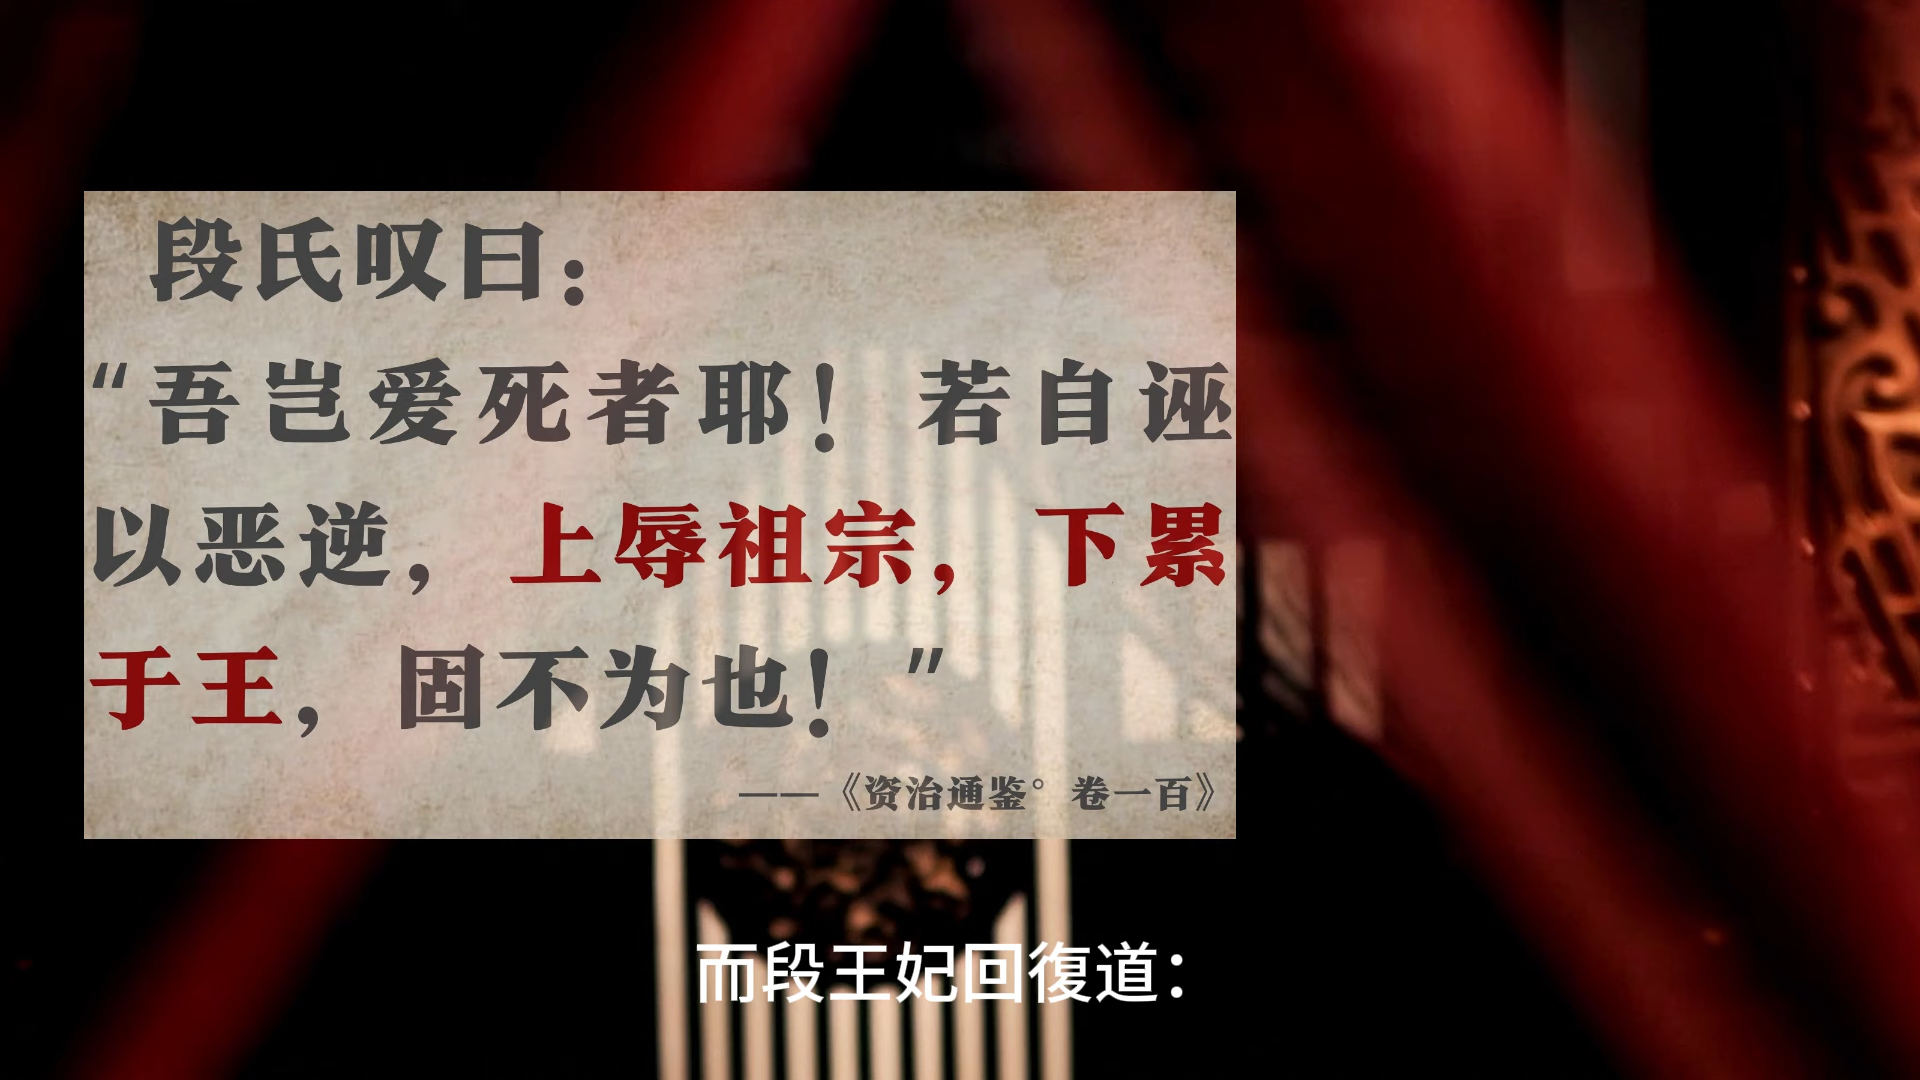 段氏叹曰：
“吾岂爱死者耶！若自诬
以恶逆，上辱祖宗，下累
于王，固不为也！”
——《资治通鉴°卷一百》
而段王妃回復道：